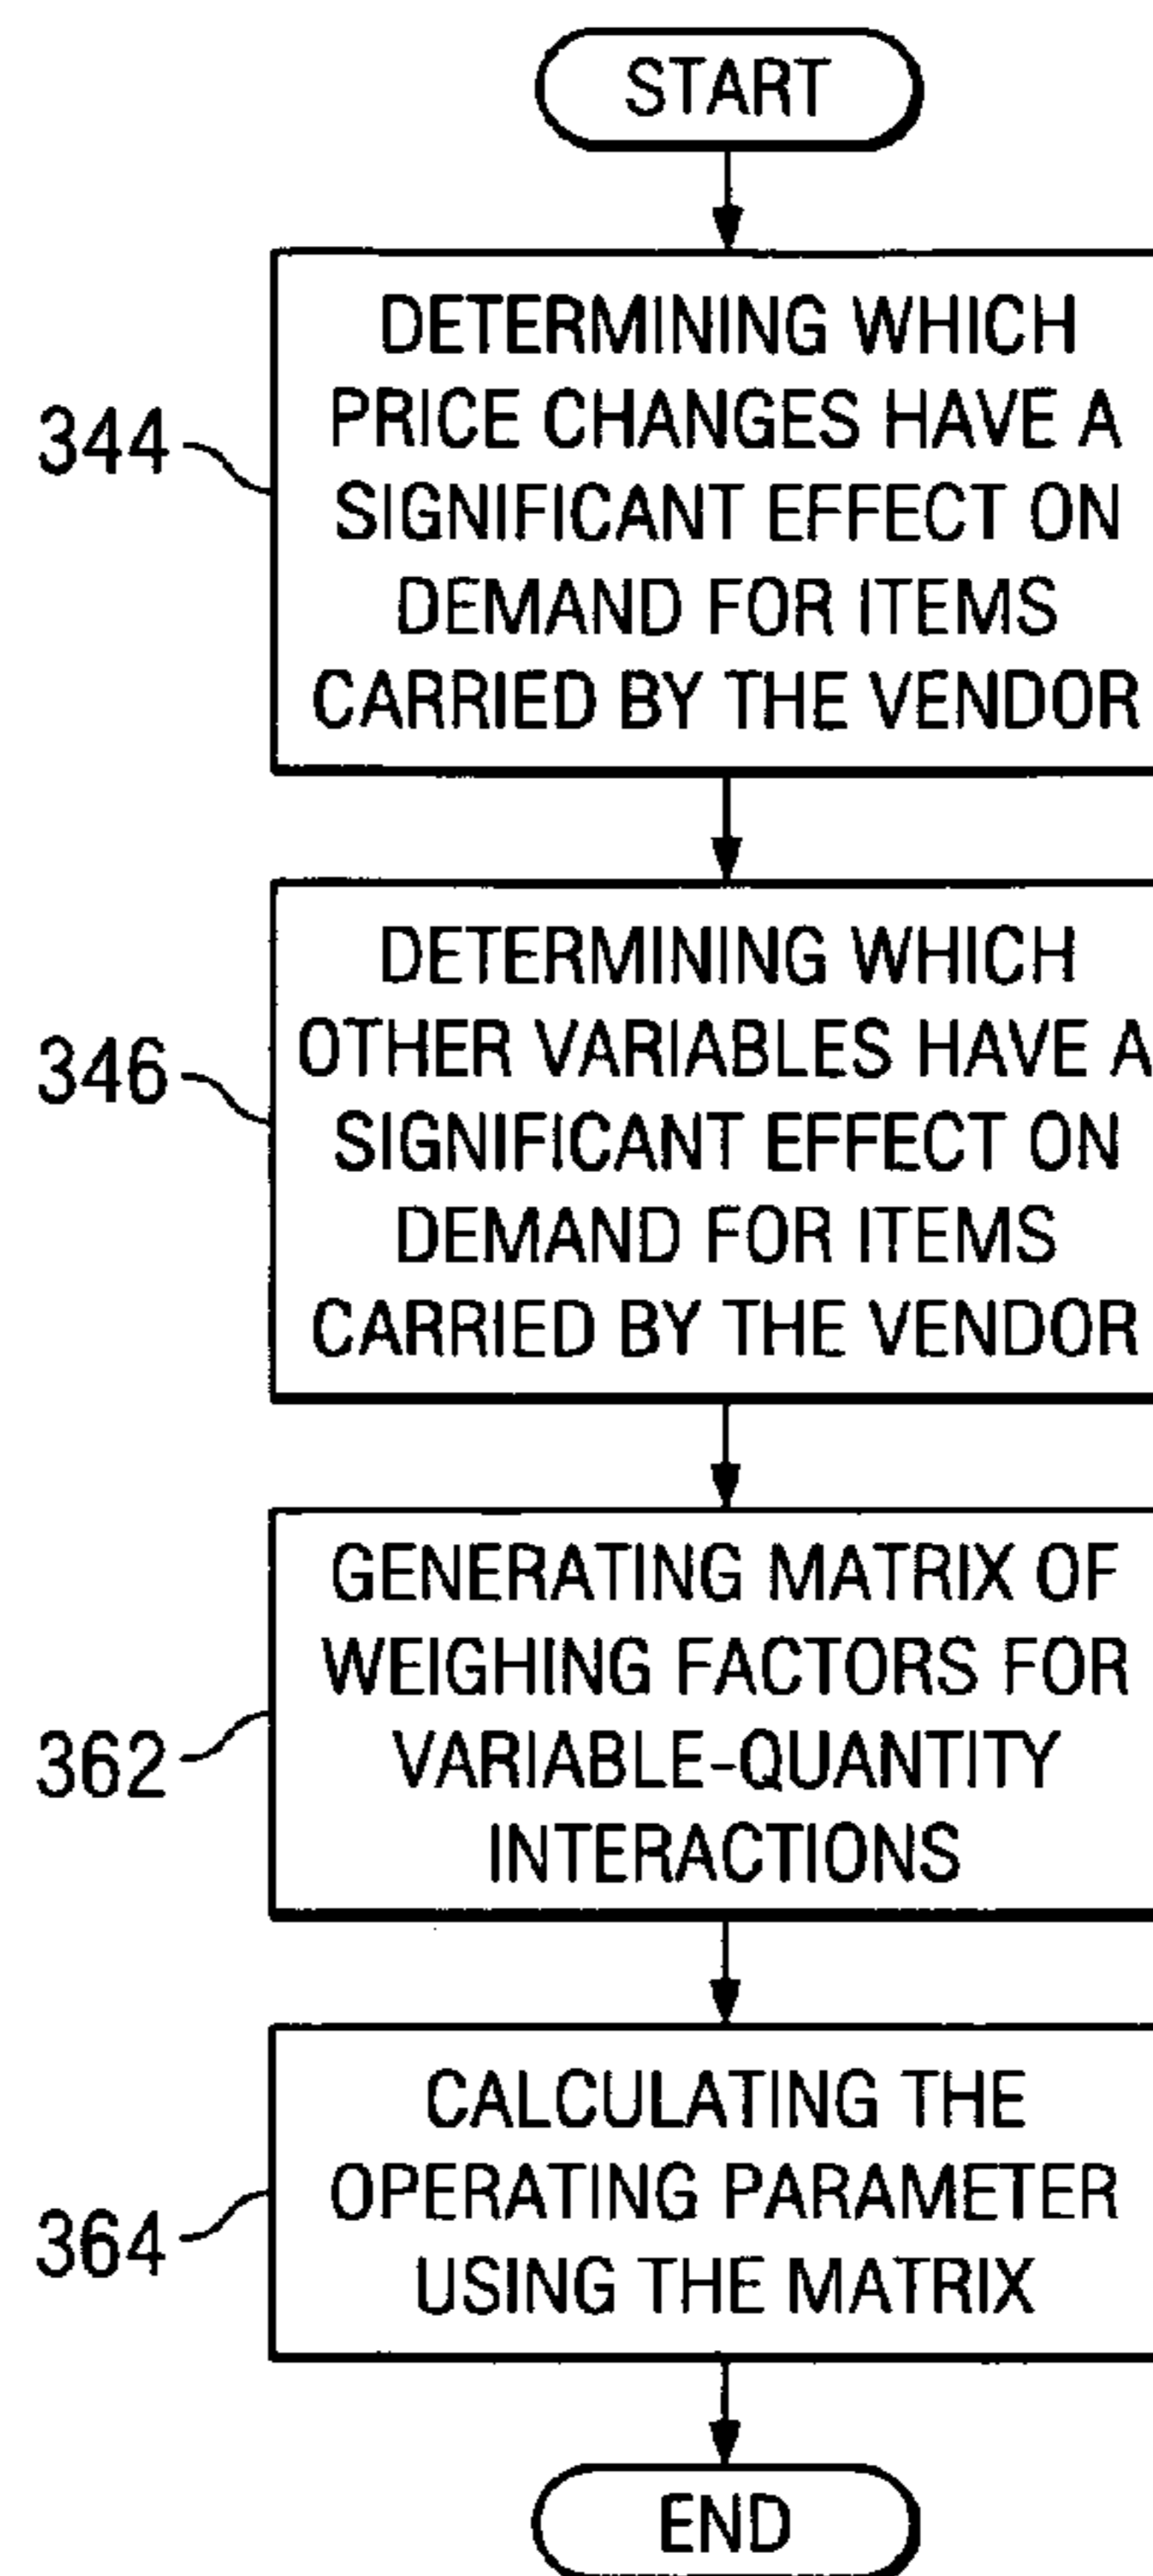 START
344
DETERMINING WHICH
PRICE CHANGES HAVE A
SIGNIFICANT EFFECT ON
DEMAND FOR ITEMS
CARRIED BY THE VENDOR
346
DETERMINING WHICH
OTHER VARIABLES HAVE A
SIGNIFICANT EFFECT ON
DEMAND FOR ITEMS
CARRIED BY THE VENDOR
362
GENERATING MATRIX OF
WEIGHING FACTORS FOR
VARIABLE-QUANTITY
INTERACTIONS
364
CALCULATING THE
OPERATING PARAMETER
USING THE MATRIX
END